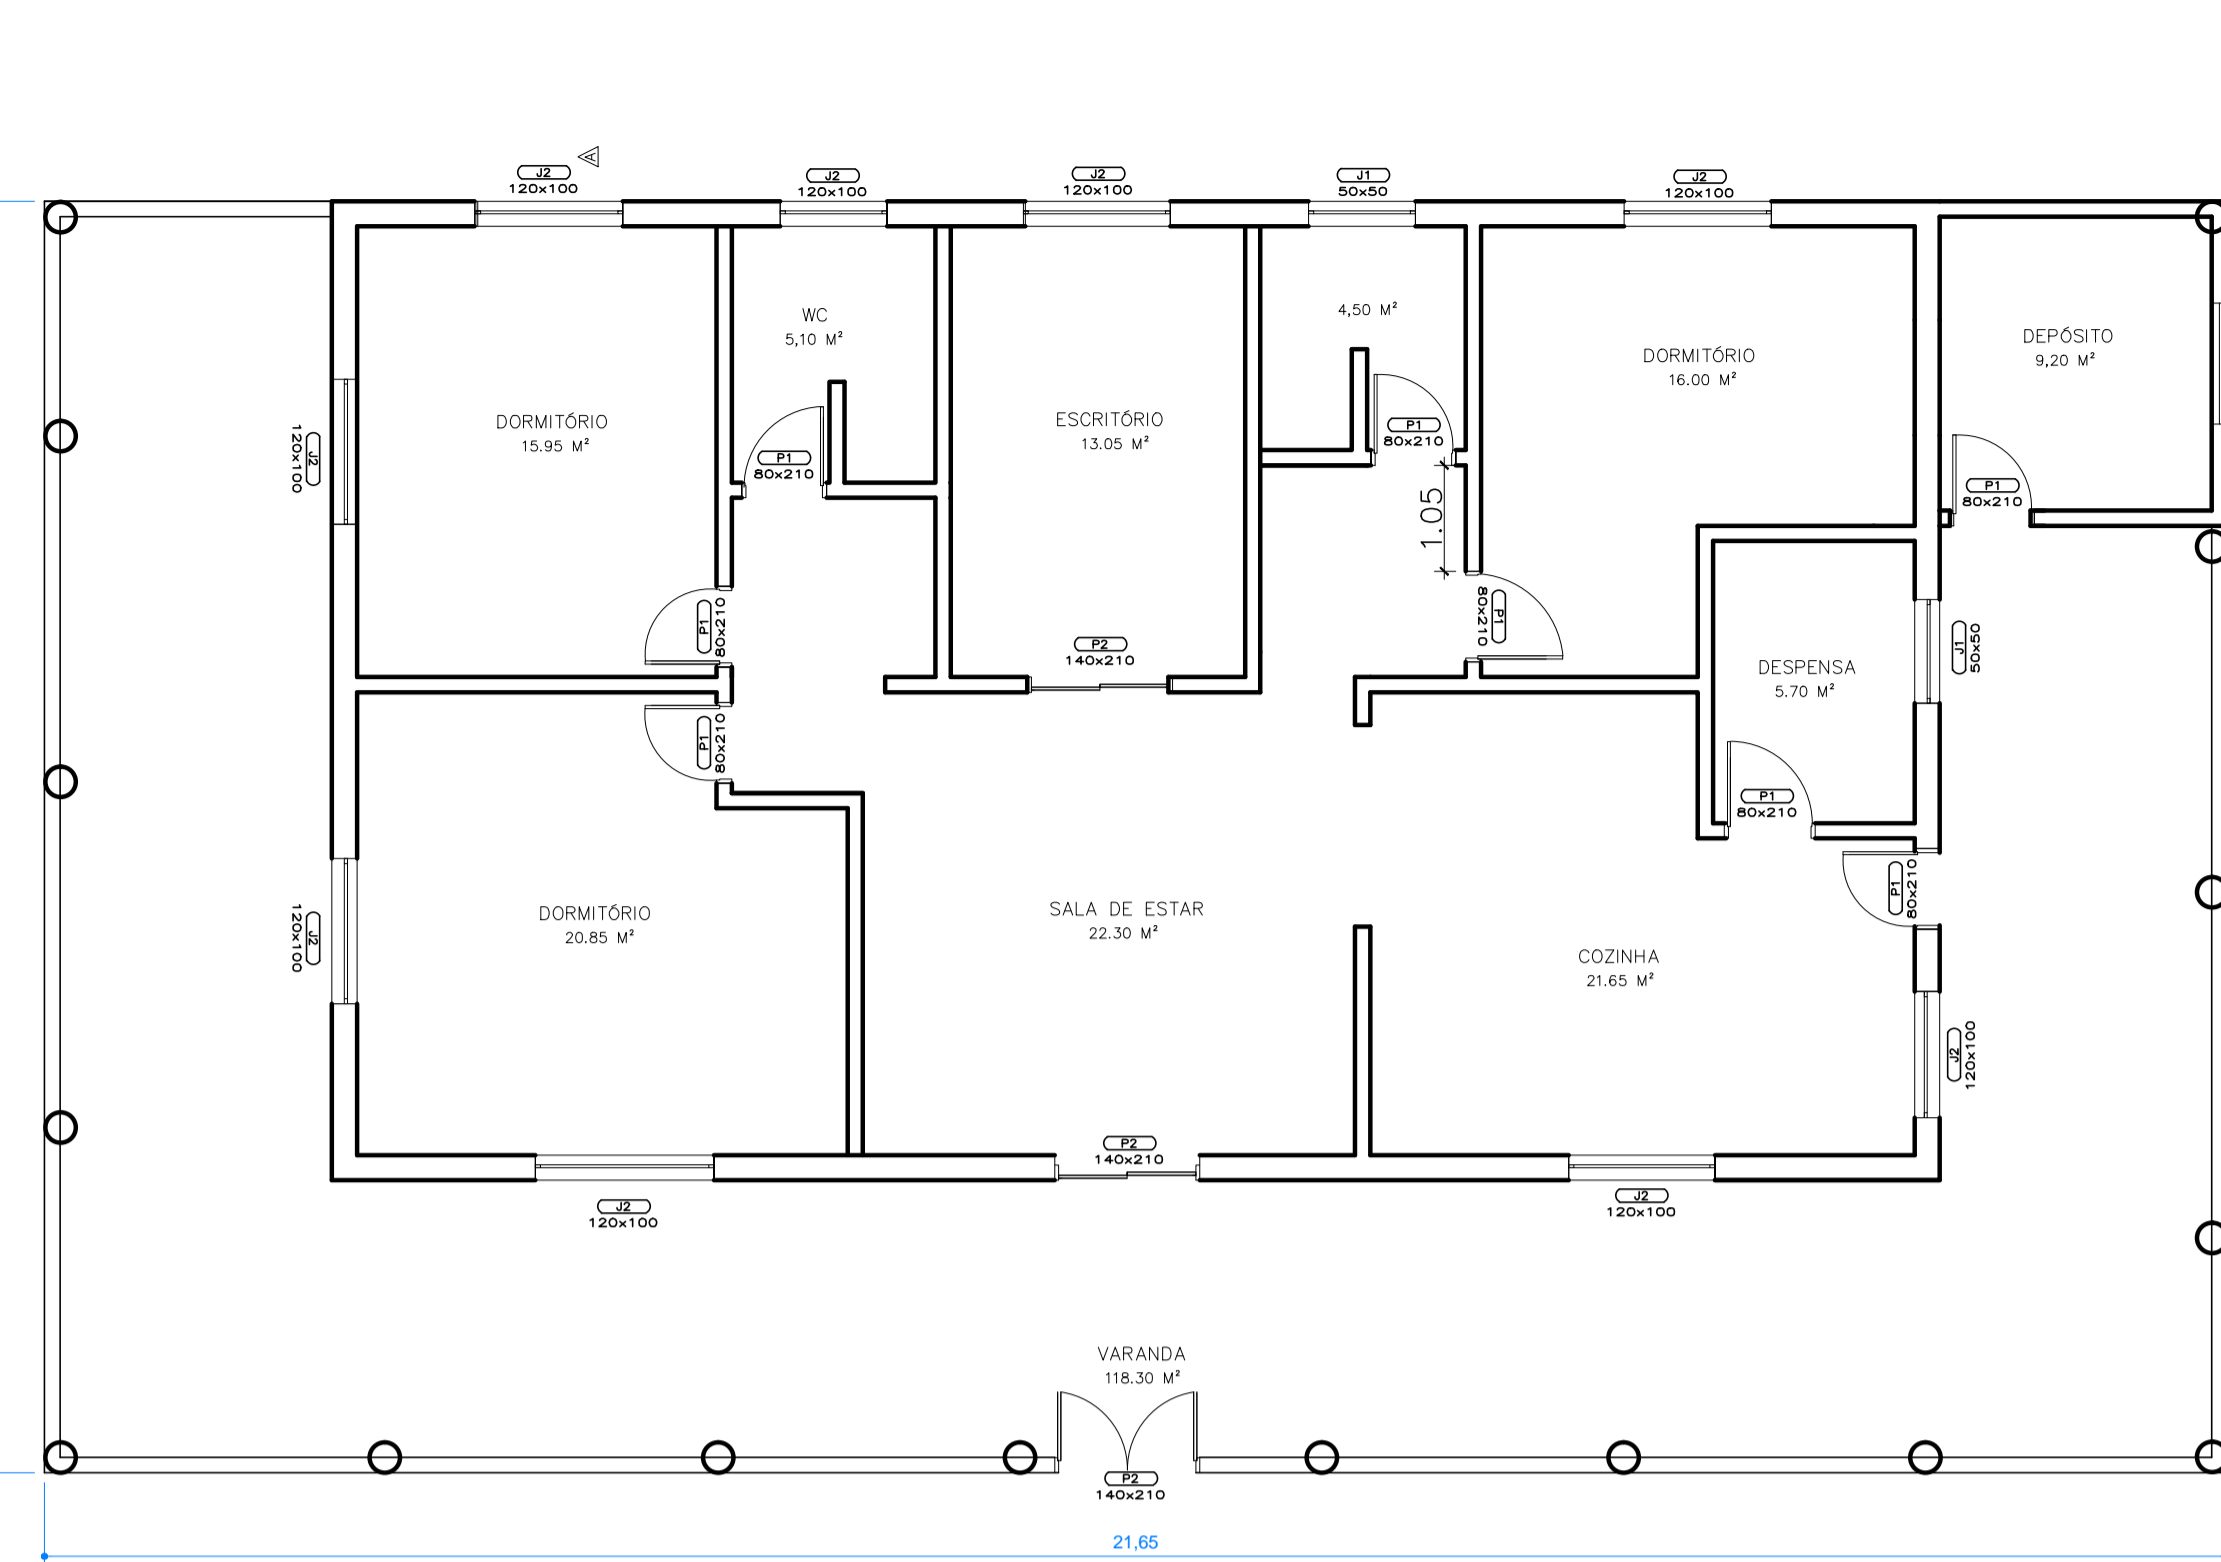 J2
120x100
A
J2
120x100
J2
120x100
J1
50x50
J2
120x100
WC
5,10 M²
4,50 M²
DEPÓSITO
9,20 M²
DORMITÓRIO
16.00 M²
DORMITÓRIO
15.95 M²
ESCRITÓRIO
13.05 M²
J2
120x100
P1
80x210
P1
80x210
P1
80x210
1.05
P1
80x210
P1
80x210
P2
140x210
J1
50x50
DESPENSA
5.70 M²
P1
80x210
P1
80x210
P1
80x210
DORMITÓRIO
20.85 M²
SALA DE ESTAR
22.30 M²
COZINHA
21.65 M²
J2
120x100
J2
120x100
P2
140x210
J2
120x100
J2
120x100
VARANDA
118.30 M²
P2
140x210
21,65